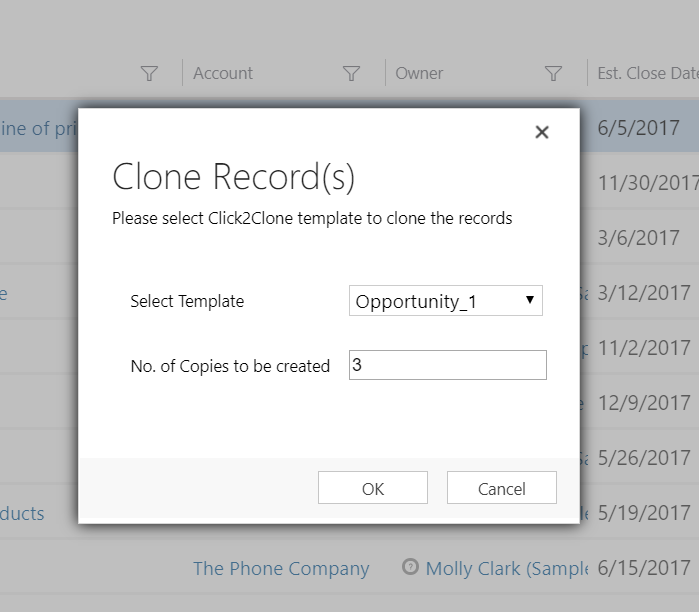 Account Owner Est. Close Date
ine of pri 6/5/2017
Clone Record(s)
11/30/2017
Please select Click2Clone template to clone the records
3/6/2017
Select Template Opportunity_1
e 3/12/2017
No. of Copies to be created 3
11/2/2017
12/9/2017
5/26/2017
OK Cancel
ducts 5/19/2017
The Phone Company Molly Clark (Sample 6/15/2017